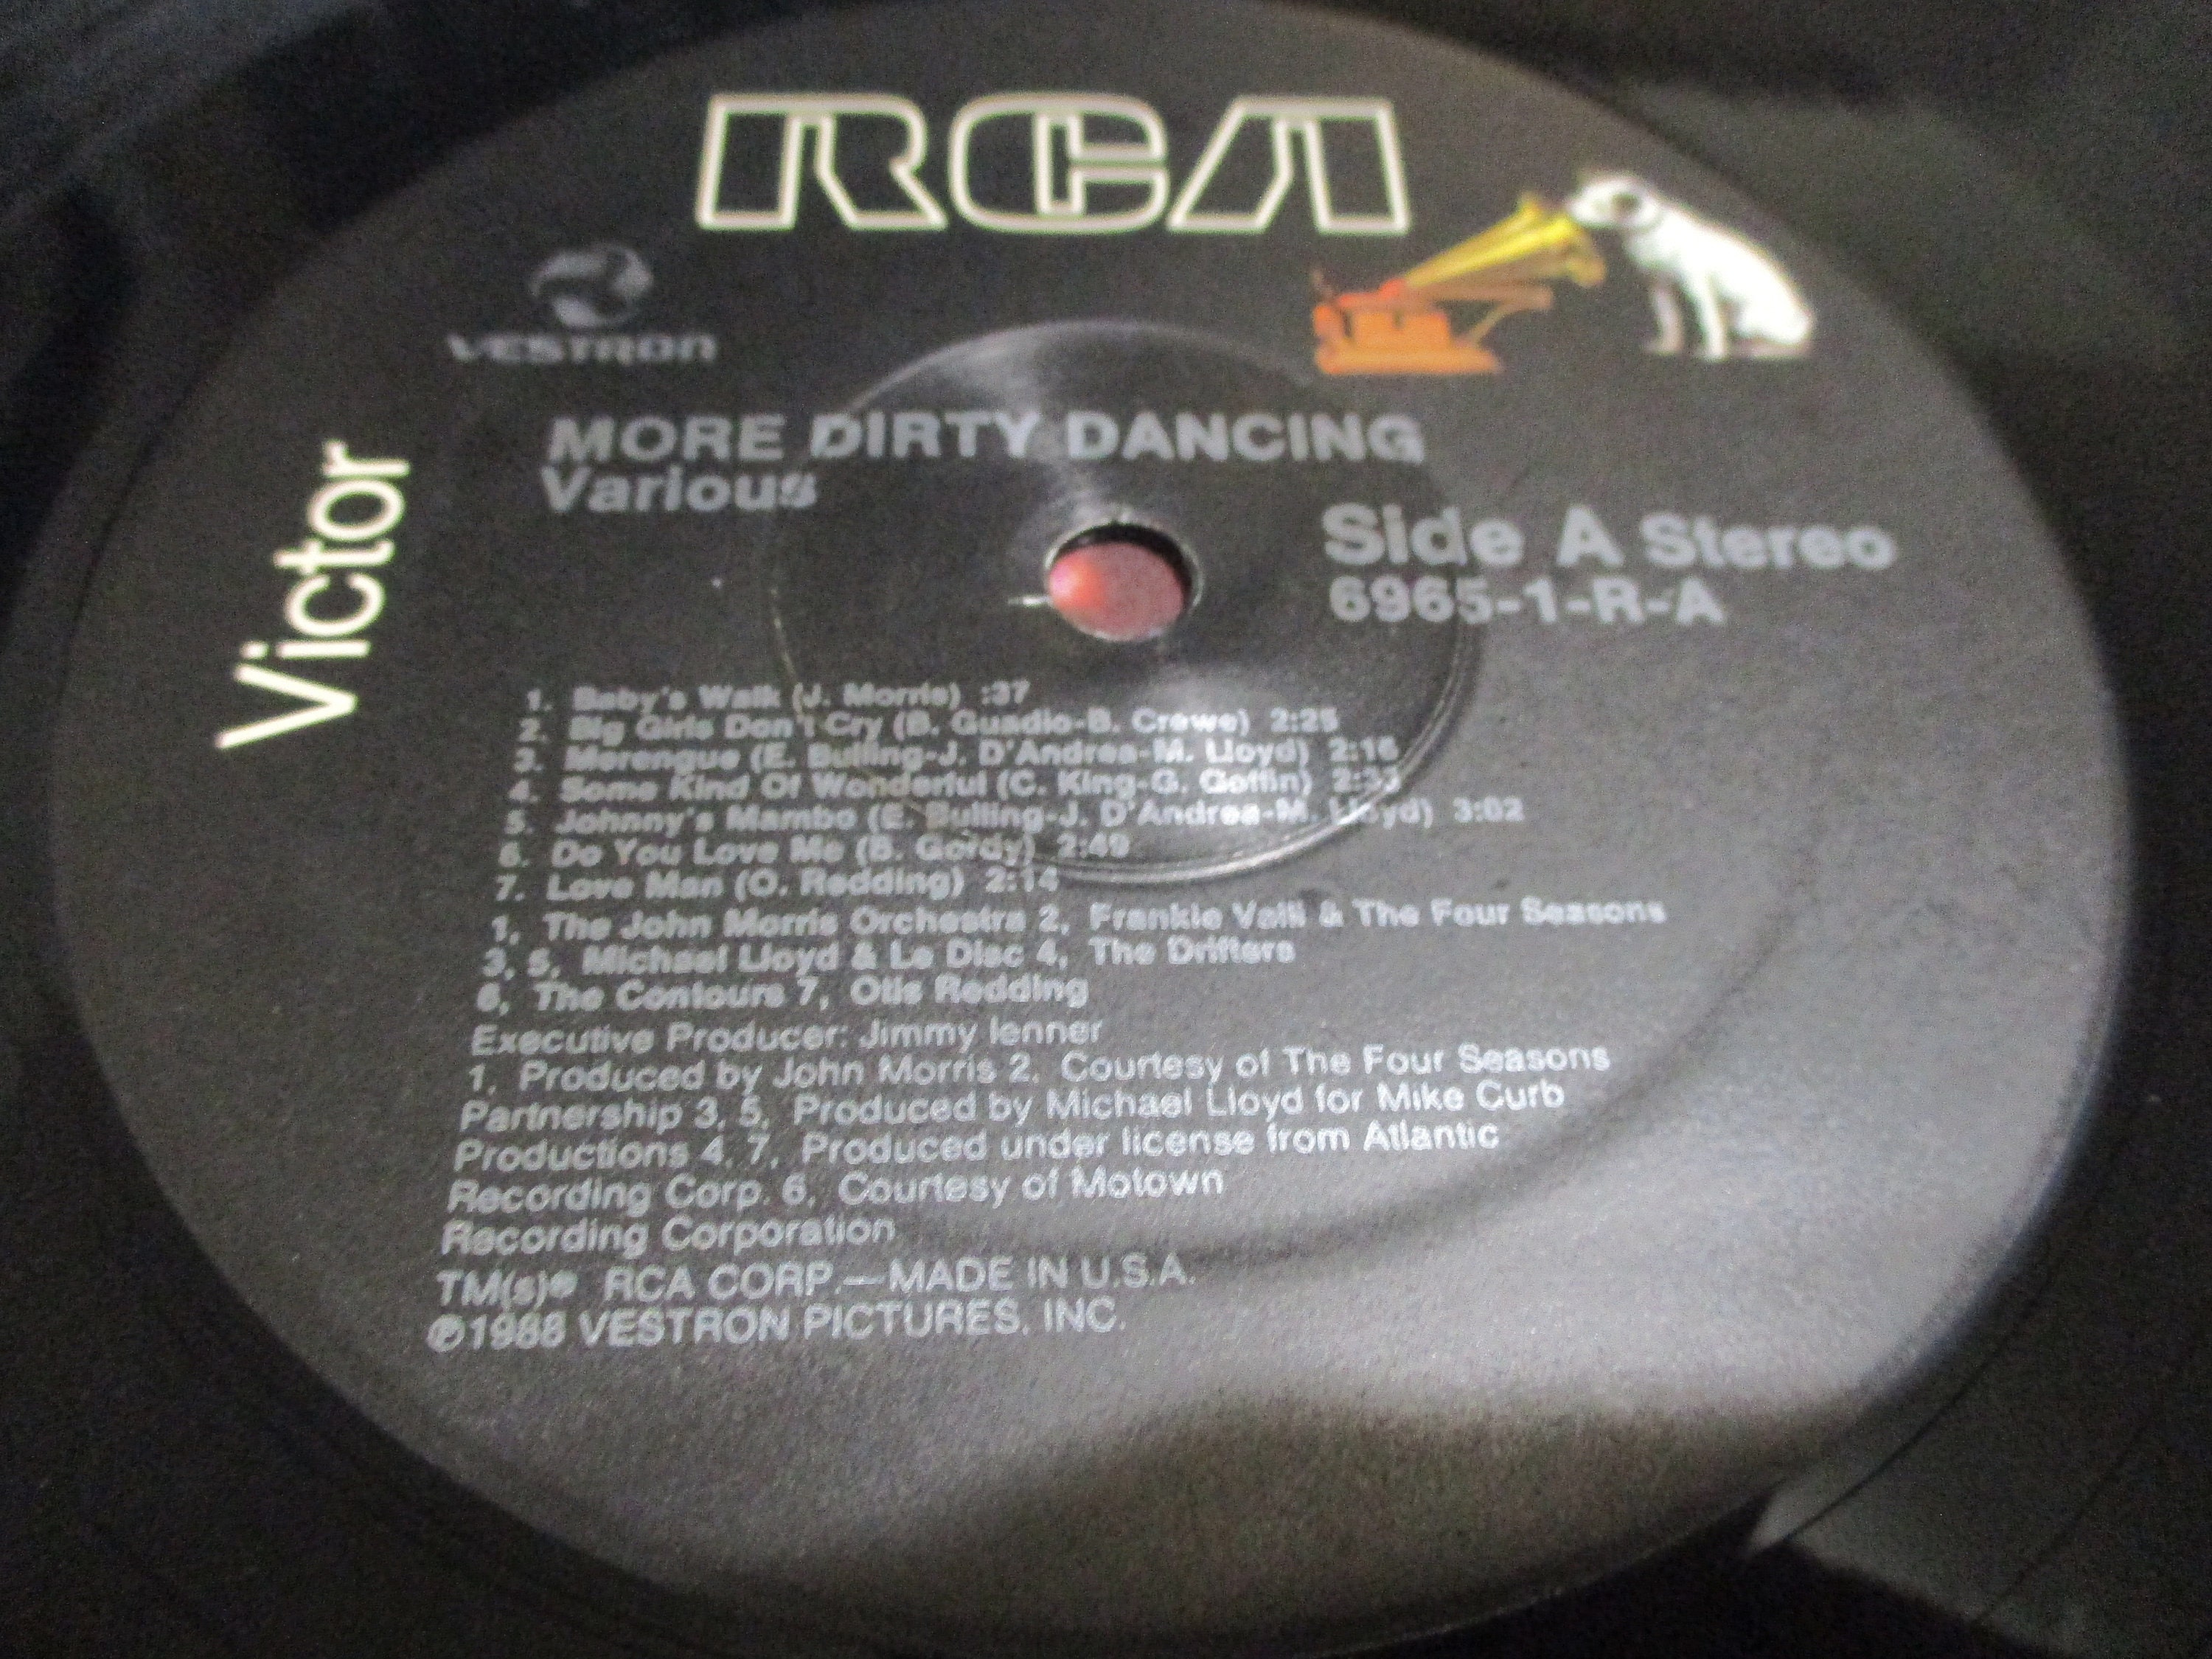 RCA
VESTRON
Victor
MORE DIRTY DANCING
Various
Side A Stereo
6965-1-R-A
1. Baby's Walk (J. Morris) :37
2. Big Girls Don't Cry (B. Guadio-B. Crewe) 2:25
3. Merengue (E. Bulling-J. D'Andrea-M. Lloyd) 2:16
4. Some Kind Of Wonderful (C. King-G. Goffin) 2:33
5. Johnny's Mambo (E. Bulling-J. D'Andrea-M. Lloyd) 3:02
6. Do You Love Me (B. Gordy) 2:49
7. Love Man (O. Redding) 2:14
1, The John Morris Orchestra 2, Frankie Valli & The Four Seasons
3, 5, Michael Lloyd & Le Disc 4, The Drifters
6, The Contours 7, Otis Redding
Executive Producer: Jimmy Ienner
1, Produced by John Morris 2, Courtesy of The Four Seasons
Partnership 3, 5, Produced by Michael Lloyd for Mike Curb
Productions 4, 7, Produced under license from Atlantic
Recording Corp. 6, Courtesy of Motown
Recording Corporation
TM(s)® RCA CORP.—MADE IN U.S.A.
℗1988 VESTRON PICTURES, INC.